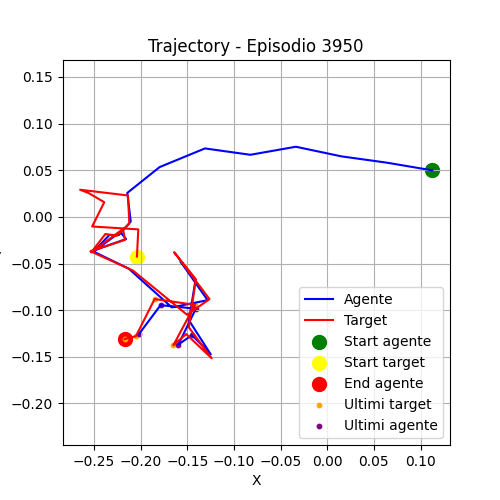 Trajectory - Episodio 3950
0.15
0.10
0.05
0.00
−0.05
−0.10
−0.15
−0.20
−0.25 −0.20 −0.15 −0.10 −0.05 0.00 0.05 0.10
X
Agente
Target
Start agente
Start target
End agente
Ultimi target
Ultimi agente